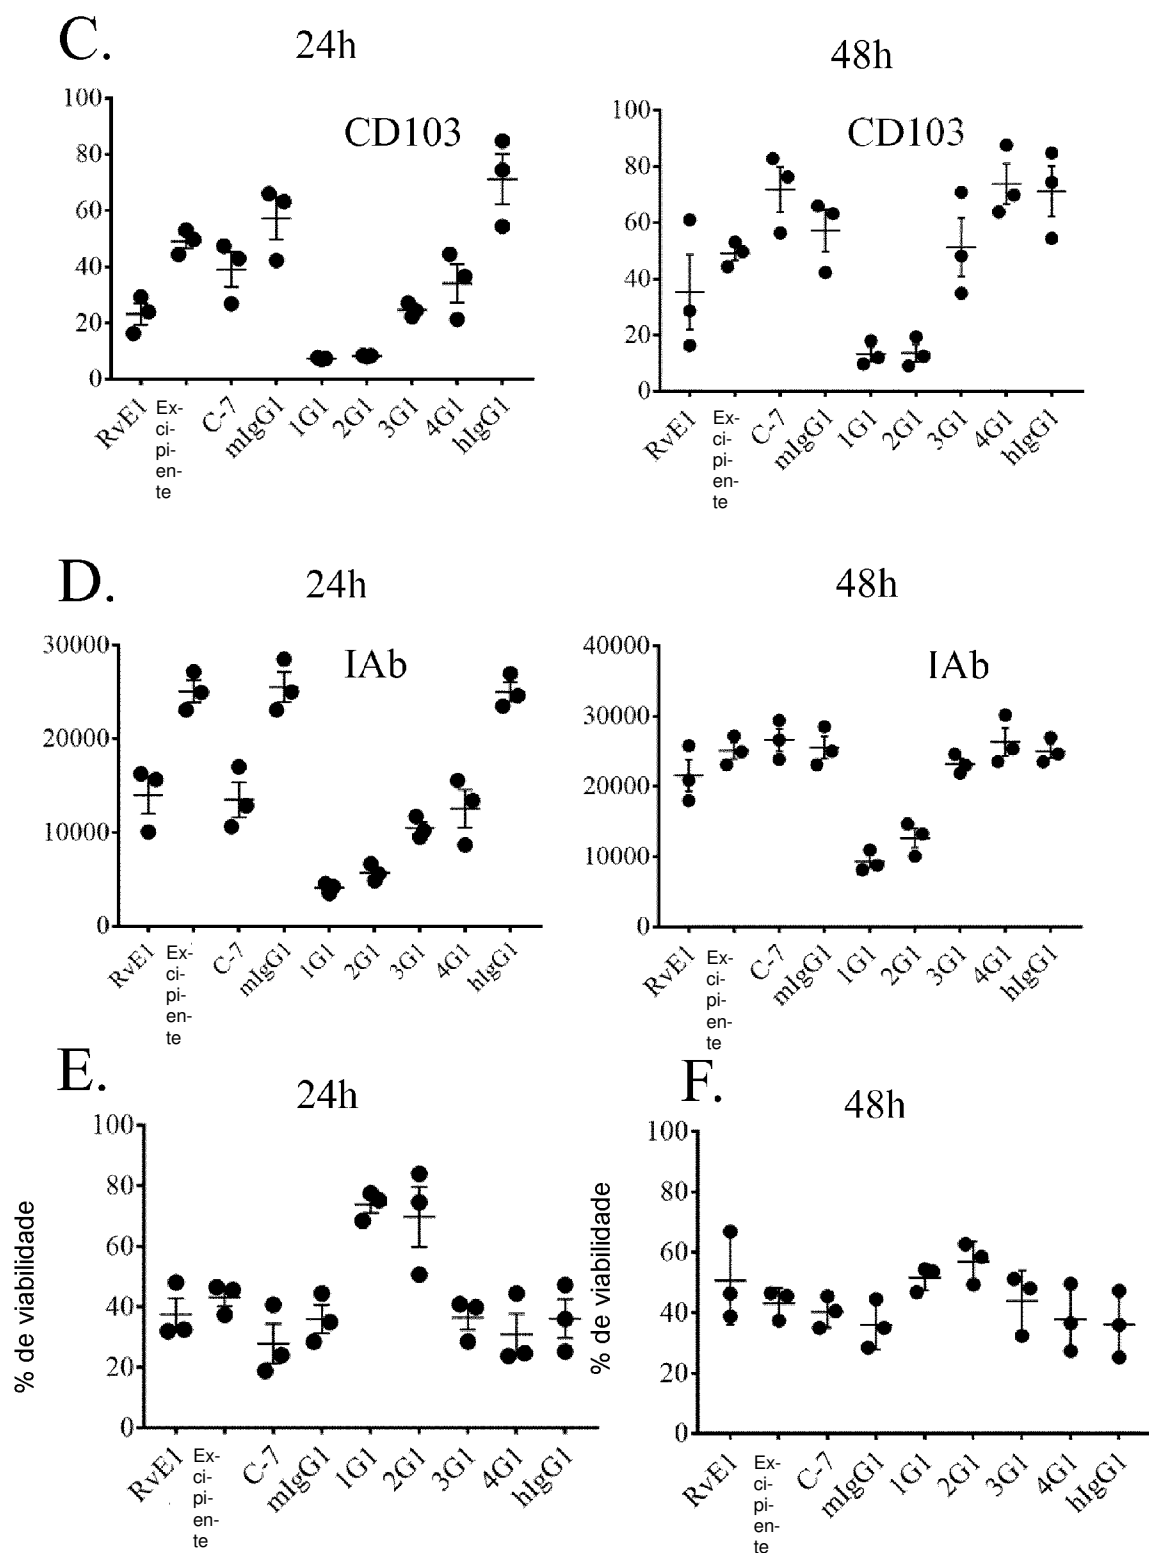 C.
24h
CD103
100
80
60
40
20
0
RvE1
Ex-
ci-
pi-
en-
te
C-7
mIgG1
1G1
2G1
3G1
4G1
hIgG1
48h
CD103
100
80
60
40
20
0
RvE1
Ex-
ci-
pi-
en-
te
C-7
mIgG1
1G1
2G1
3G1
4G1
hIgG1
D.
24h
IAb
30000
20000
10000
0
RvE1
Ex-
ci-
pi-
en-
te
C-7
mIgG1
1G1
2G1
3G1
4G1
hIgG1
48h
IAb
40000
30000
20000
10000
0
RvE1
Ex-
ci-
pi-
en-
te
C-7
mIgG1
1G1
2G1
3G1
4G1
hIgG1
E.
24h
% de viabilidade
100
80
60
40
20
0
RvE1
Ex-
ci-
pi-
en-
te
C-7
mIgG1
1G1
2G1
3G1
4G1
hIgG1
F.
48h
% de viabilidade
100
80
60
40
20
0
RvE1
Ex-
ci-
pi-
en-
te
C-7
mIgG1
1G1
2G1
3G1
4G1
hIgG1